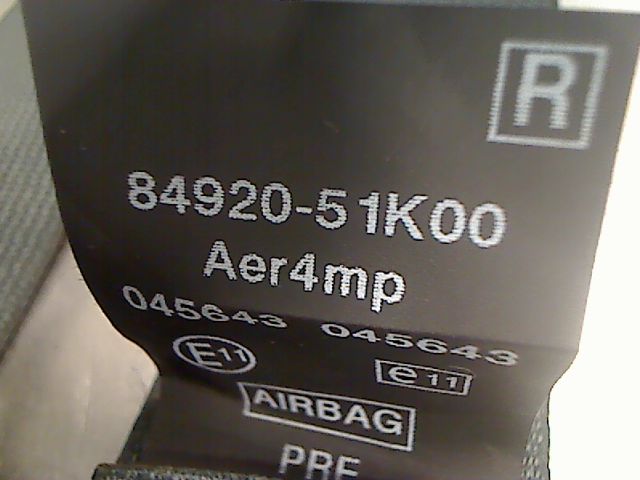 R
84920-51K00
Aer4mp
045643 045643
E11 e11
AIRBAG
PRE